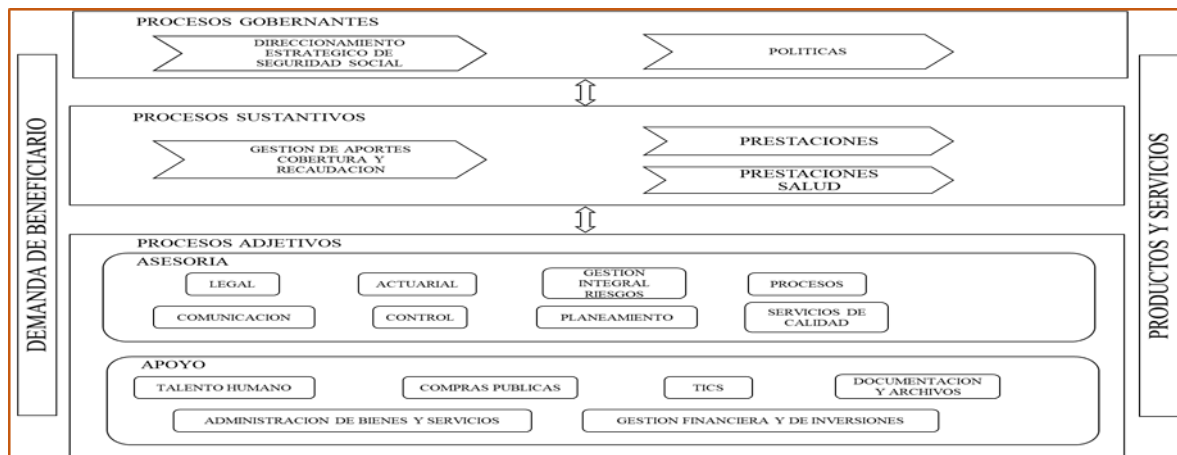 PROCESOS GOBERNANTES
DIRECCIONAMIENTO
ESTRATEGICO DE
SEGURIDAD SOCIAL
POLITICAS
DEMANDA DE BENEFICIARIO
PRODUCTOS Y SERVICIOS
PROCESOS SUSTANTIVOS
GESTION DE APORTES
COBERTURA Y
RECAUDACION
PRESTACIONES
PRESTACIONES
SALUD
PROCESOS ADJETIVOS
ASESORIA
LEGAL
ACTUARIAL
GESTION
INTEGRAL
RIESGOS
PROCESOS
COMUNICACION
CONTROL
PLANEAMIENTO
SERVICIOS DE
CALIDAD
APOYO
TALENTO HUMANO
COMPRAS PUBLICAS
TICS
DOCUMENTACION
Y ARCHIVOS
ADMINISTRACION DE BIENES Y SERVICIOS
GESTION FINANCIERA Y DE INVERSIONES